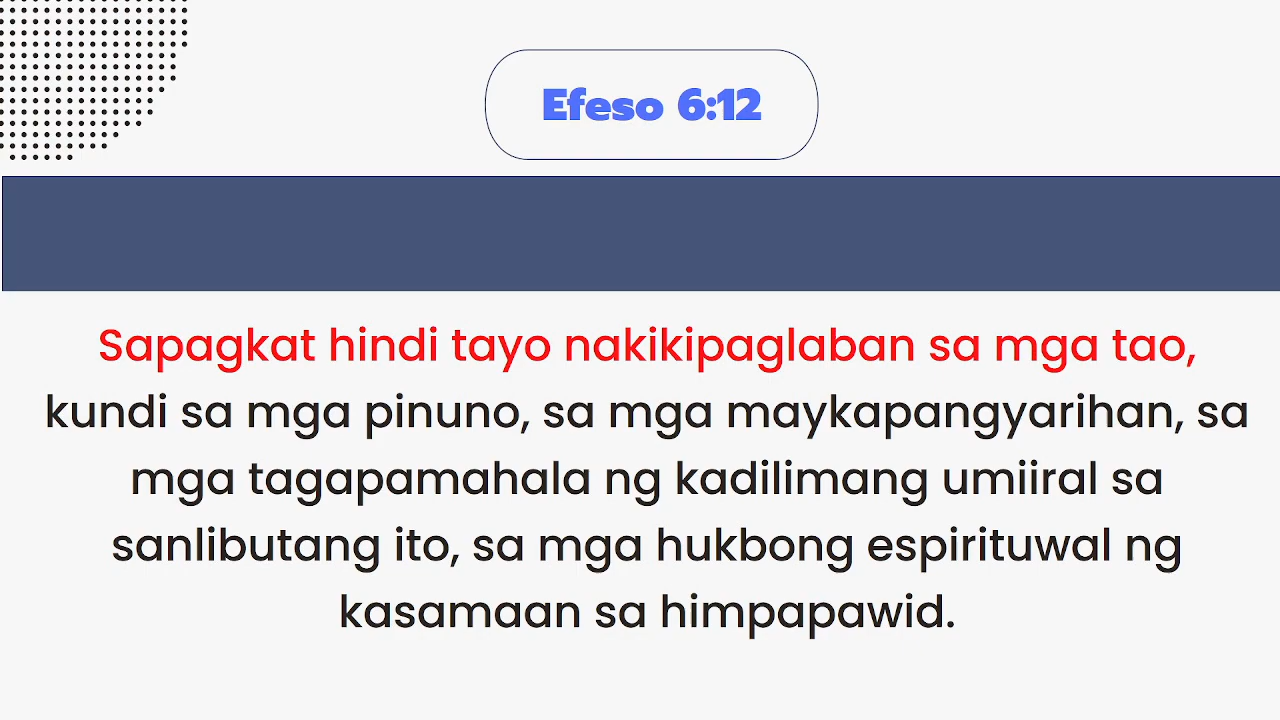 Efeso 6:12
Sapagkat hindi tayo nakikipaglaban sa mga tao,
kundi sa mga pinuno, sa mga maykapangyarihan, sa
mga tagapamahala ng kadilimang umiiral sa
sanlibutang ito, sa mga hukbong espirituwal ng
kasamaan sa himpapawid.